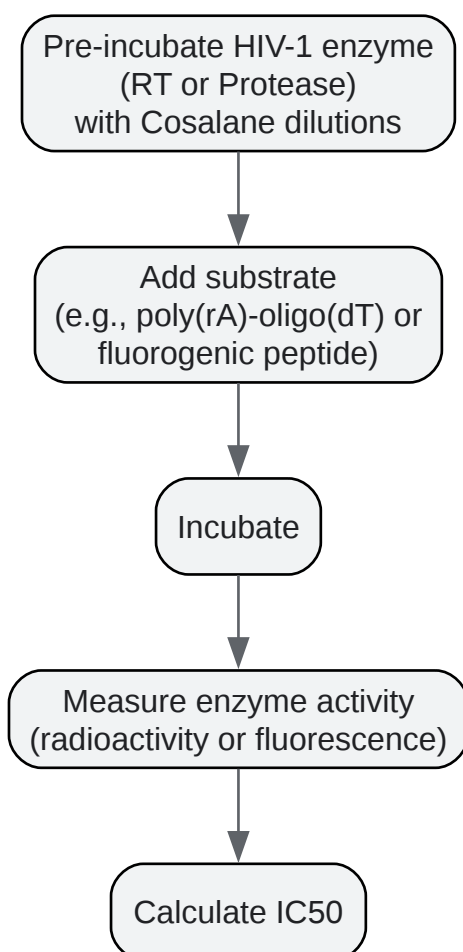 Pre-incubate HIV-1 enzyme
(RT or Protease)
with Cosalane dilutions
Add substrate
(e.g., poly(rA)-oligo(dT) or
fluorogenic peptide)
Incubate
Measure enzyme activity
(radioactivity or fluorescence)
Calculate IC50